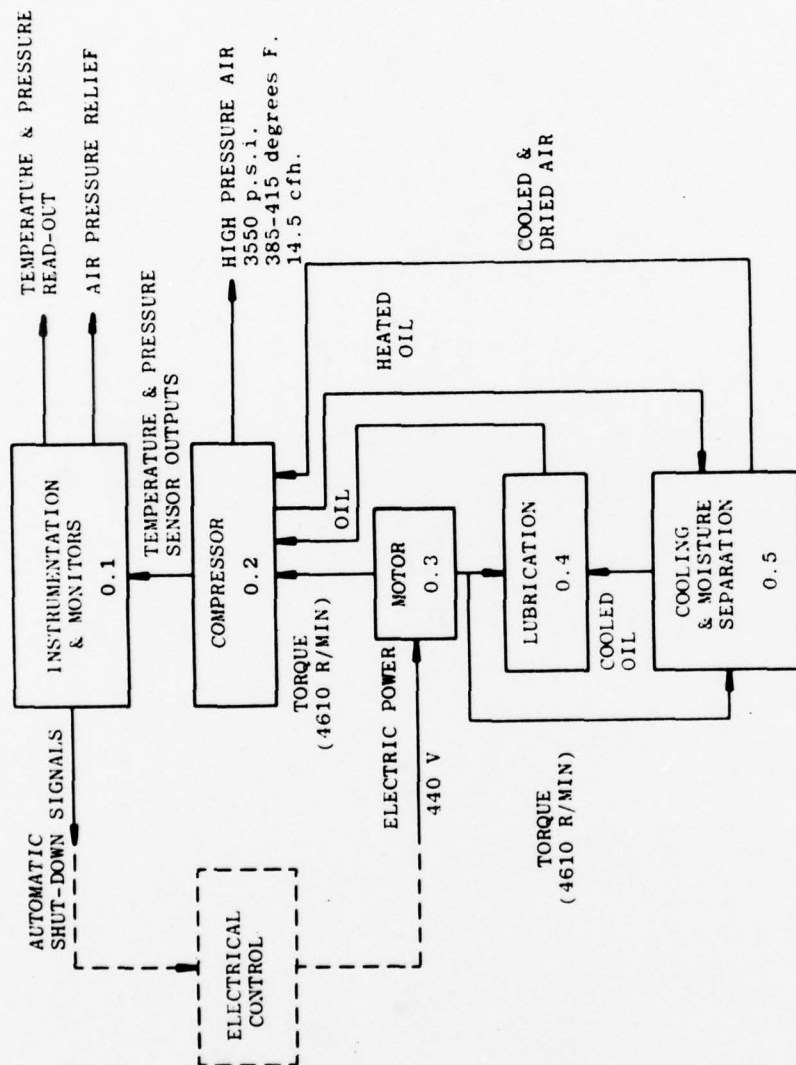 TEMPERATURE & PRESSURE
READ-OUT
AIR PRESSURE RELIEF
INSTRUMENTATION
& MONITORS
0.1
AUTOMATIC
SHUT-DOWN SIGNALS
TEMPERATURE & PRESSURE
SENSOR OUTPUTS
HIGH PRESSURE AIR
3550 p.s.i.
385-415 degrees F.
14.5 cfh.
COMPRESSOR
0.2
ELECTRICAL
CONTROL
TORQUE
(4610 R/MIN)
OIL
HEATED
OIL
COOLED &
DRIED AIR
ELECTRIC POWER
440 V
MOTOR
0.3
LUBRICATION
0.4
TORQUE
(4610 R/MIN)
COOLED
OIL
COOLING
& MOISTURE
SEPARATION
0.5